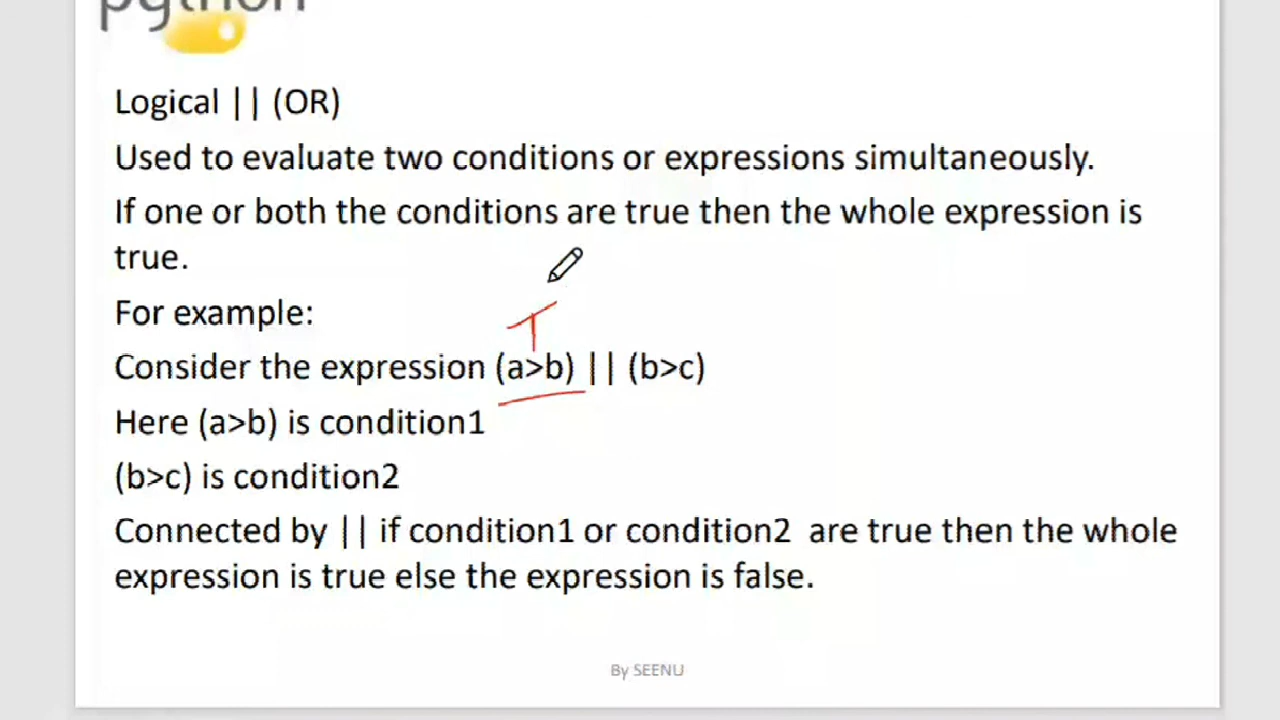 python
Logical || (OR)
Used to evaluate two conditions or expressions simultaneously.
If one or both the conditions are true then the whole expression is
true.
For example:
T
Consider the expression (a>b) || (b>c)
Here (a>b) is condition1
(b>c) is condition2
Connected by || if condition1 or condition2  are true then the whole
expression is true else the expression is false.
By SEENU